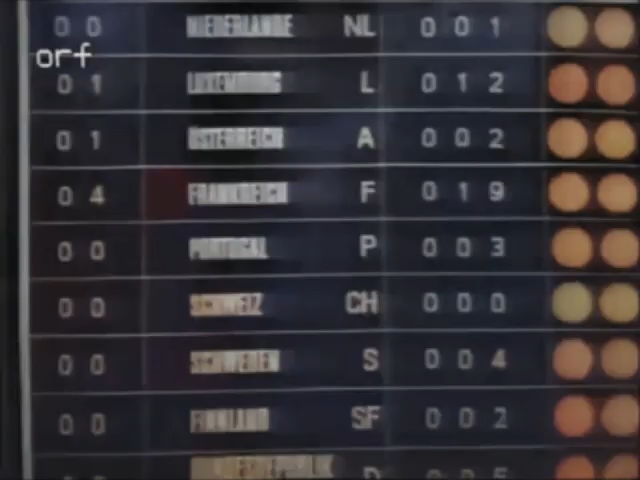 0 0 NIEDERLANDE NL 0 0 1
orf
0 1 LUXEMBURG L 0 1 2
0 1 ÖSTERREICH A 0 0 2
0 4 FRANKREICH F 0 1 9
0 0 PORTUGAL P 0 0 3
0 0 SCHWEIZ CH 0 0 0
0 0 SCHWEDEN S 0 0 4
0 0 FINNLAND SF 0 0 2
D